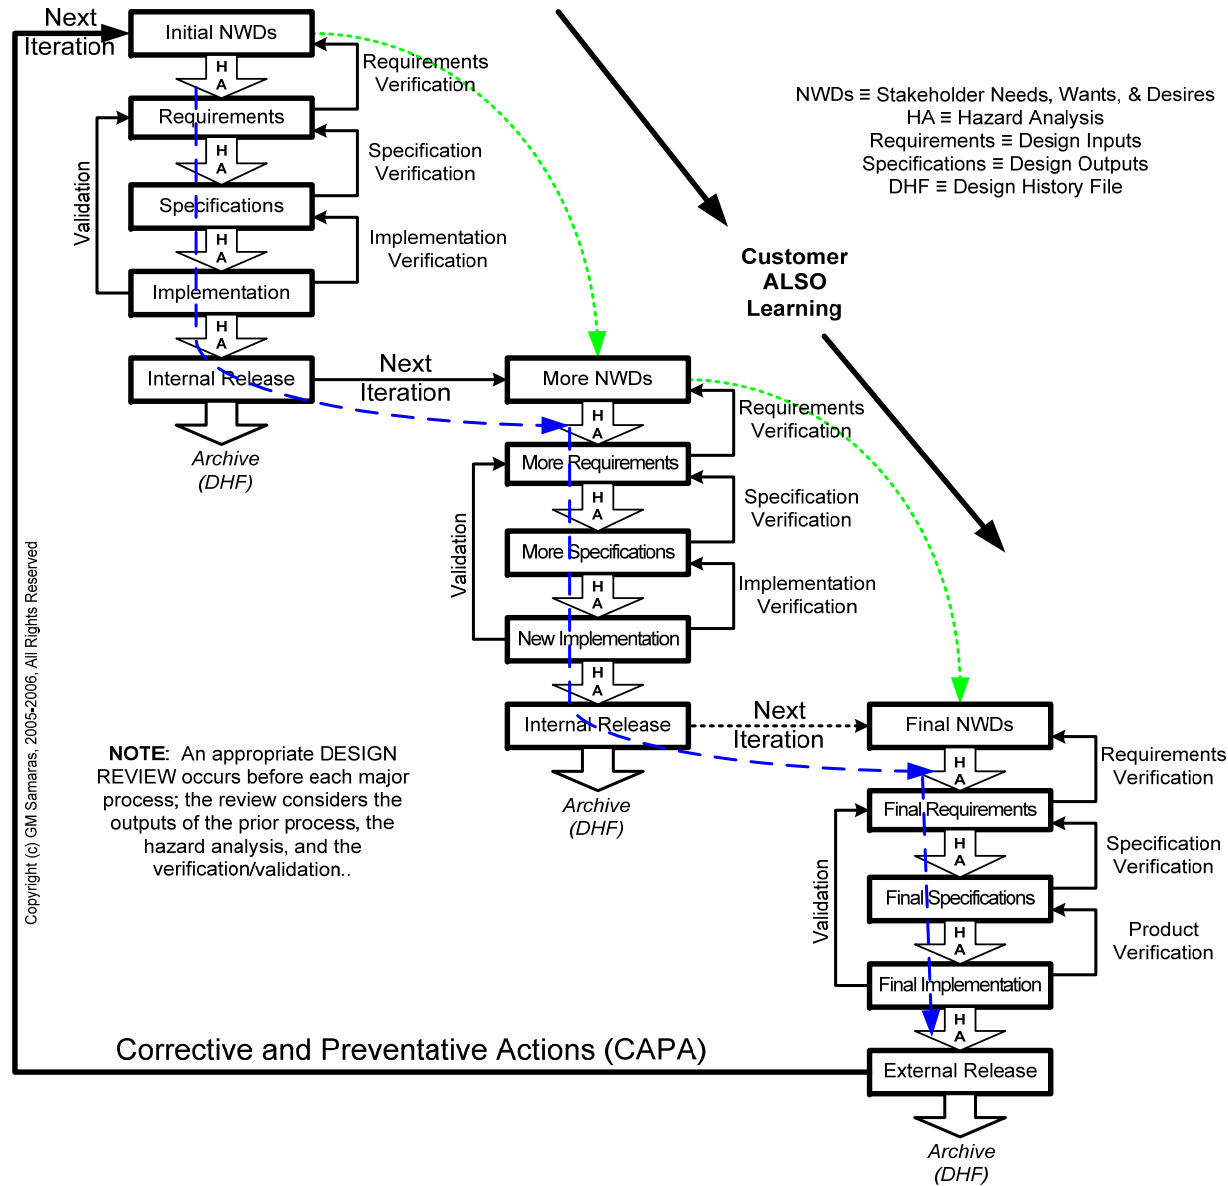 Next
Iteration
Initial NWDs
H
A
Requirements
Verification
Requirements
H
A
Specification
Verification
Validation
Specifications
H
A
Implementation
Verification
Implementation
H
A
Internal Release
Archive
(DHF)
Next
Iteration
NWDs ≡ Stakeholder Needs, Wants, & Desires
HA ≡ Hazard Analysis
Requirements ≡ Design Inputs
Specifications ≡ Design Outputs
DHF ≡ Design History File
Customer
ALSO
Learning
More NWDs
H
A
Requirements
Verification
More Requirements
H
A
Specification
Verification
Validation
More Specifications
H
A
Implementation
Verification
New Implementation
H
A
Internal Release
Archive
(DHF)
Next
Iteration
Final NWDs
H
A
Requirements
Verification
Final Requirements
H
A
Specification
Verification
Validation
Final Specifications
H
A
Product
Verification
Final Implementation
H
A
External Release
Archive
(DHF)
NOTE: An appropriate DESIGN
REVIEW occurs before each major
process; the review considers the
outputs of the prior process, the
hazard analysis, and the
verification/validation..
Corrective and Preventative Actions (CAPA)
Copyright (c) GM Samaras, 2005-2006, All Rights Reserved